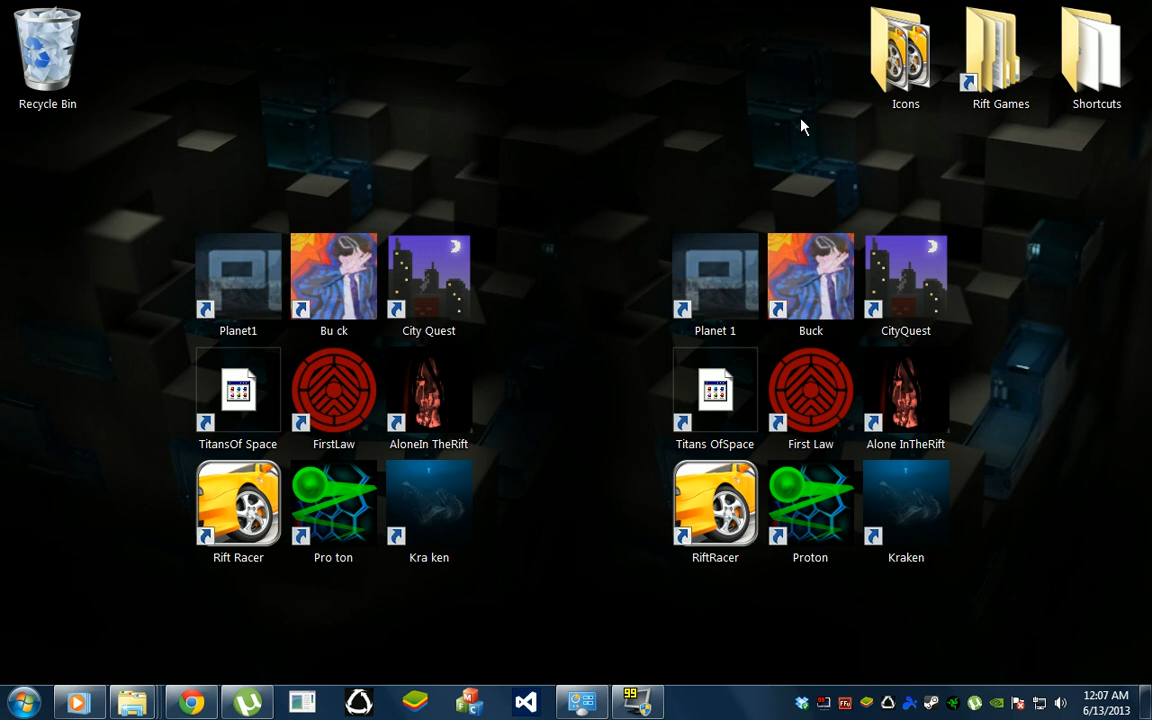 Recycle Bin
Icons
Rift Games
Shortcuts
Planet1
Bu ck
City Quest
Planet 1
Buck
CityQuest
TitansOf Space
FirstLaw
AloneIn TheRift
Titans OfSpace
First Law
Alone InTheRift
Rift Racer
Pro ton
Kra ken
RiftRacer
Proton
Kraken
99
12:07 AM
6/13/2013